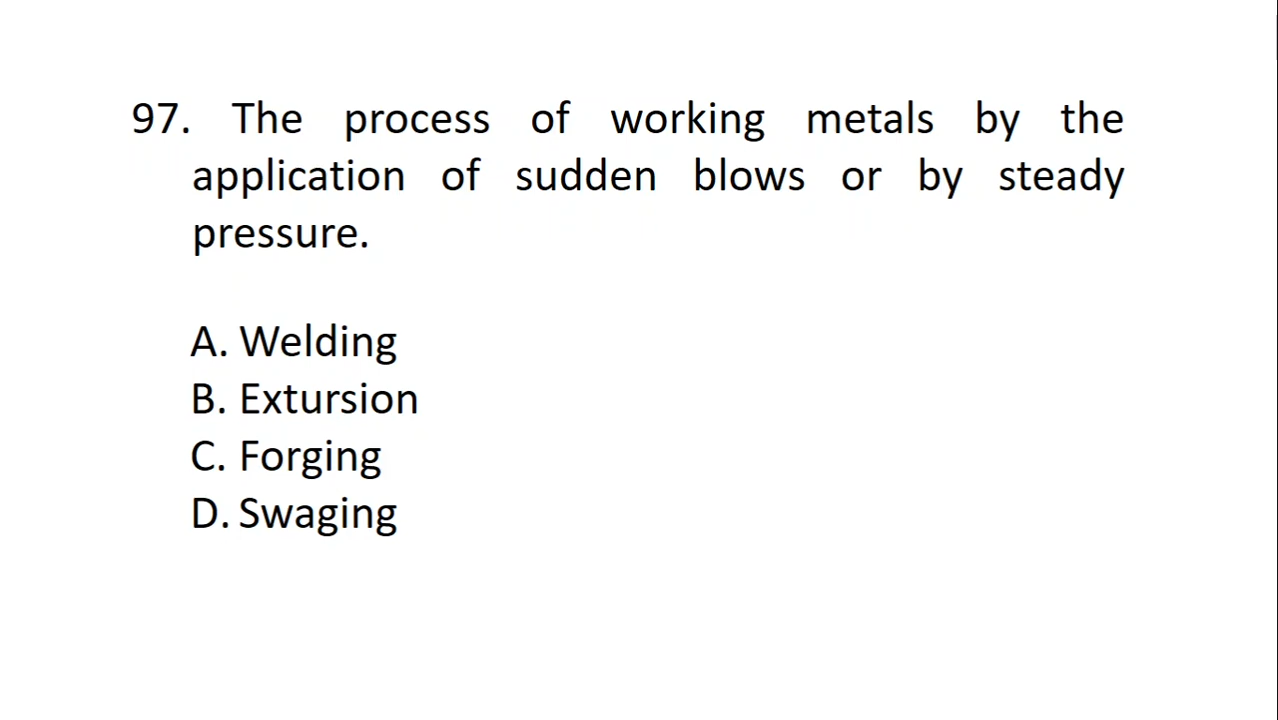 97. The process of working metals by the
application of sudden blows or by steady
pressure.
A. Welding
B. Extursion
C. Forging
D. Swaging